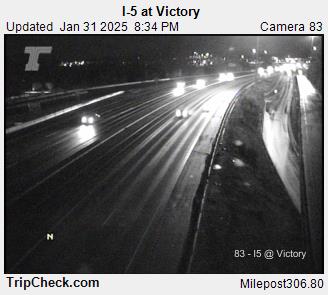 I-5 at Victory
Updated Jan 31 2025 8:34 PM Camera 83
T
N
83 - I5 @ Victory
TripCheck.com Milepost306.80